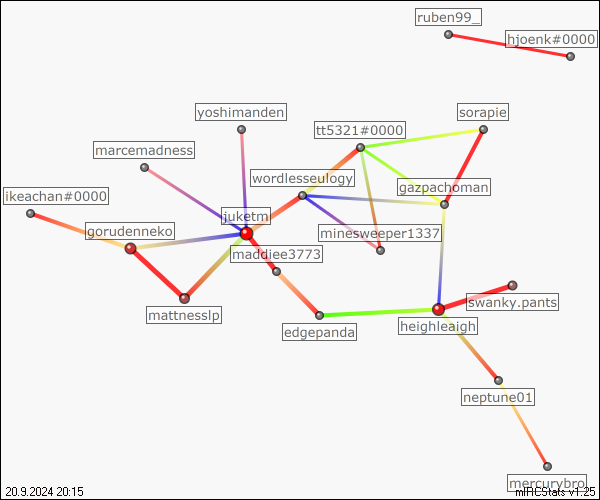 ruben99_
hjoenk#0000
yoshimanden
sorapie
tt5321#0000
marcemadness
wordlesseulogy
gazpachoman
ikeachan#0000
juketm
gorudenneko
minesweeper1337
maddiee3773
swanky.pants
mattnesslp
heighleaigh
edgepanda
neptune01
mercurybro
20.9.2024 20:15
mIRCStats v1.25